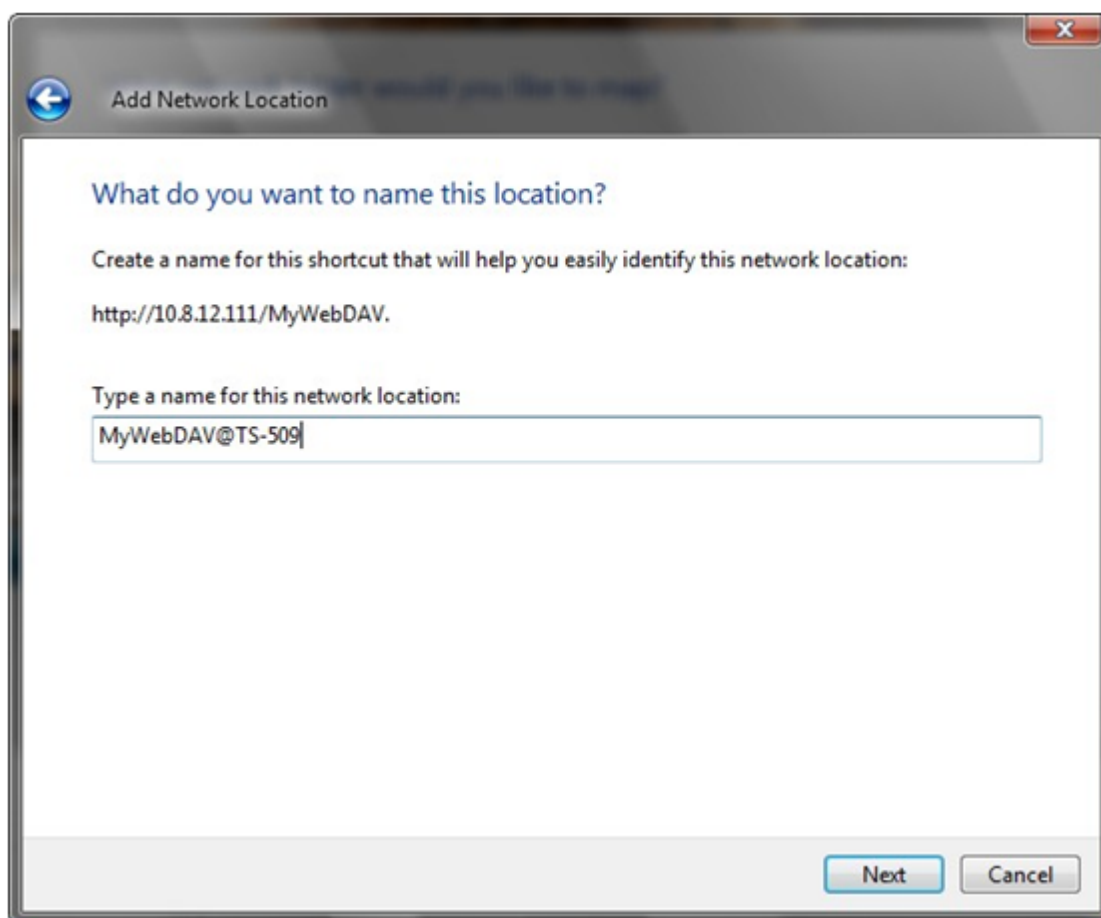 Add Network Location
What do you want to name this location?
Create a name for this shortcut that will help you easily identify this network location:
http://10.8.12.111/MyWebDAV.
Type a name for this network location:
MyWebDAV@TS-509
Next
Cancel